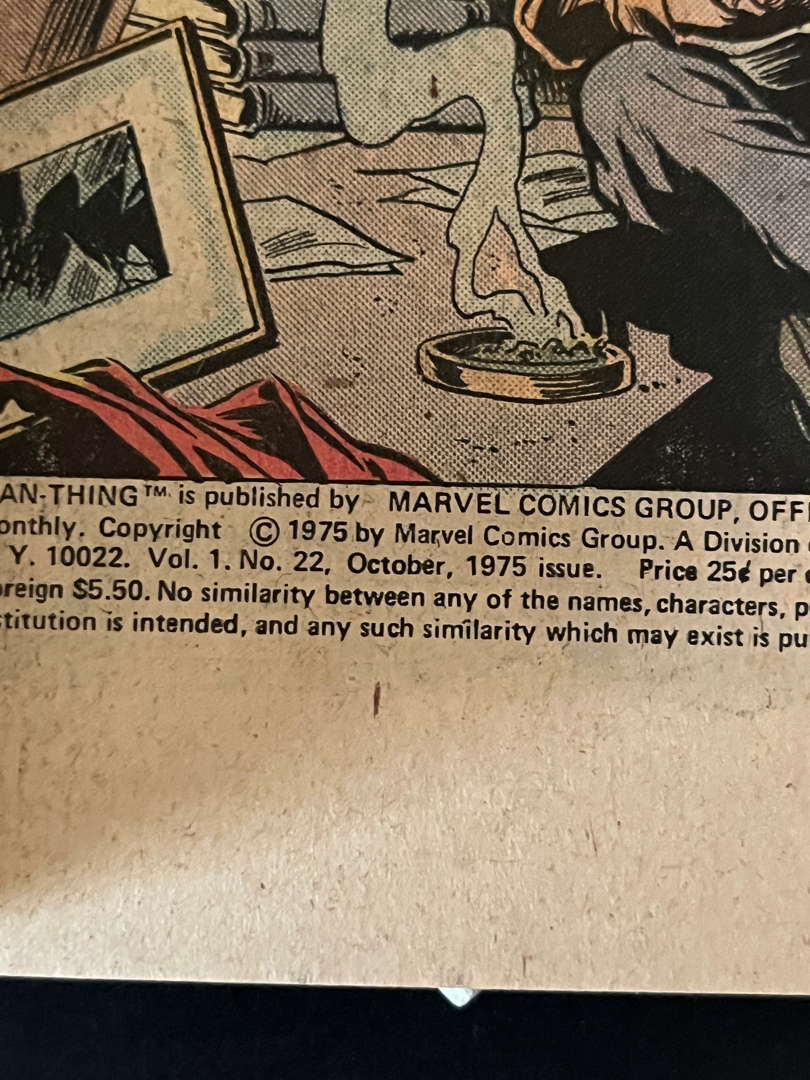 AN-THING™ is published by MARVEL COMICS GROUP, OFFI
onthly. Copyright © 1975 by Marvel Comics Group. A Division
Y. 10022. Vol. 1. No. 22, October, 1975 issue. Price 25¢ per
reign $5.50. No similarity between any of the names, characters, p
stitution is intended, and any such similarity which may exist is pu